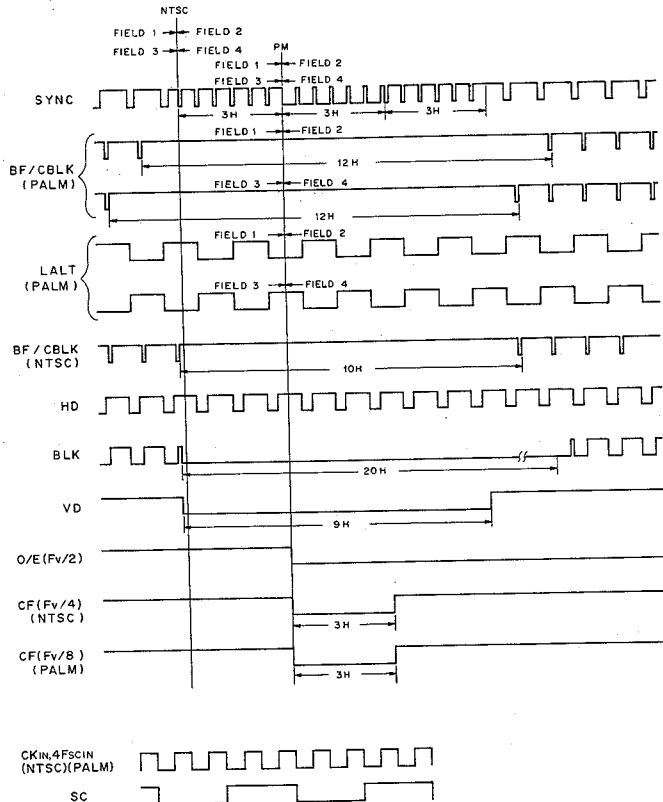 NTSC
FIELD 1 FIELD 2
FIELD 3 FIELD 4
PM
FIELD 1 FIELD 2
FIELD 3 FIELD 4
SYNC
3H 3H 3H
FIELD 1 FIELD 2
BF/CBLK
(PALM)
12H
FIELD 3 FIELD 4
12H
FIELD 1 FIELD 2
LALT
(PALM)
FIELD 3 FIELD 4
BF/CBLK
(NTSC)
10H
HD
BLK
20H
VD
9H
O/E(Fv/2)
CF(Fv/4)
(NTSC)
3H
CF(Fv/8)
(PALM)
3H
CKIN,4FSCIN
(NTSC)(PALM)
SC